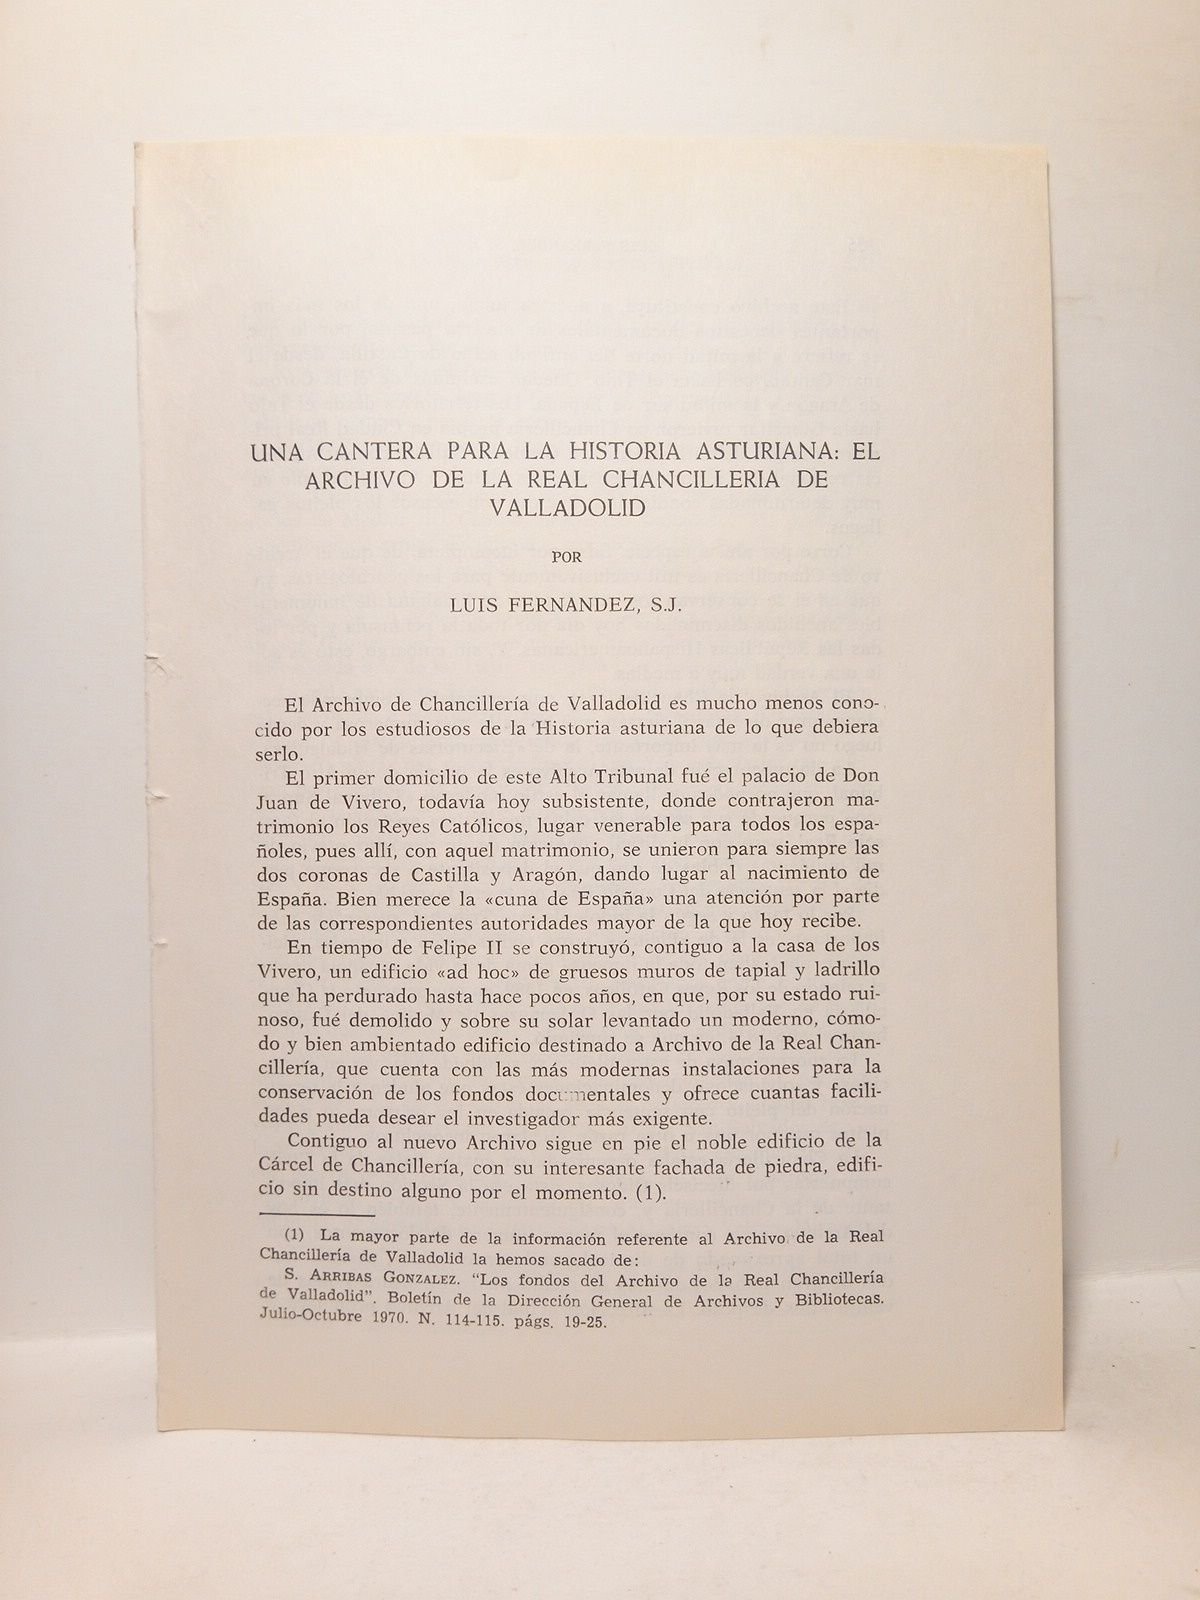 UNA CANTERA PARA LA HISTORIA ASTURIANA: EL
ARCHIVO DE LA REAL CHANCILLERIA DE
VALLADOLID
POR
LUIS FERNANDEZ, S.J.
El Archivo de Chancillería de Valladolid es mucho menos cono-
cido por los estudiosos de la Historia asturiana de lo que debiera
serlo.
El primer domicilio de este Alto Tribunal fué el palacio de Don
Juan de Vivero, todavía hoy subsistente, donde contrajeron ma-
trimonio los Reyes Católicos, lugar venerable para todos los espa-
ñoles, pues allí, con aquel matrimonio, se unieron para siempre las
dos coronas de Castilla y Aragón, dando lugar al nacimiento de
España. Bien merece la «cuna de España» una atención por parte
de las correspondientes autoridades mayor de la que hoy recibe.
En tiempo de Felipe II se construyó, contiguo a la casa de los
Vivero, un edificio «ad hoc» de gruesos muros de tapial y ladrillo
que ha perdurado hasta hace pocos años, en que, por su estado rui-
noso, fué demolido y sobre su solar levantado un moderno, cómo-
do y bien ambientado edificio destinado a Archivo de la Real Chan-
cillería, que cuenta con las más modernas instalaciones para la
conservación de los fondos documentales y ofrece cuantas facili-
dades pueda desear el investigador más exigente.
Contiguo al nuevo Archivo sigue en pie el noble edificio de la
Cárcel de Chancillería, con su interesante fachada de piedra, edifi-
cio sin destino alguno por el momento. (1).
(1) La mayor parte de la información referente al Archivo de la Real
Chancillería de Valladolid la hemos sacado de:
S. ARRIBAS GONZALEZ. "Los fondos del Archivo de la Real Chancillería
de Valladolid". Boletín de la Dirección General de Archivos y Bibliotecas.
Julio-Octubre 1970. N. 114-115. págs. 19-25.